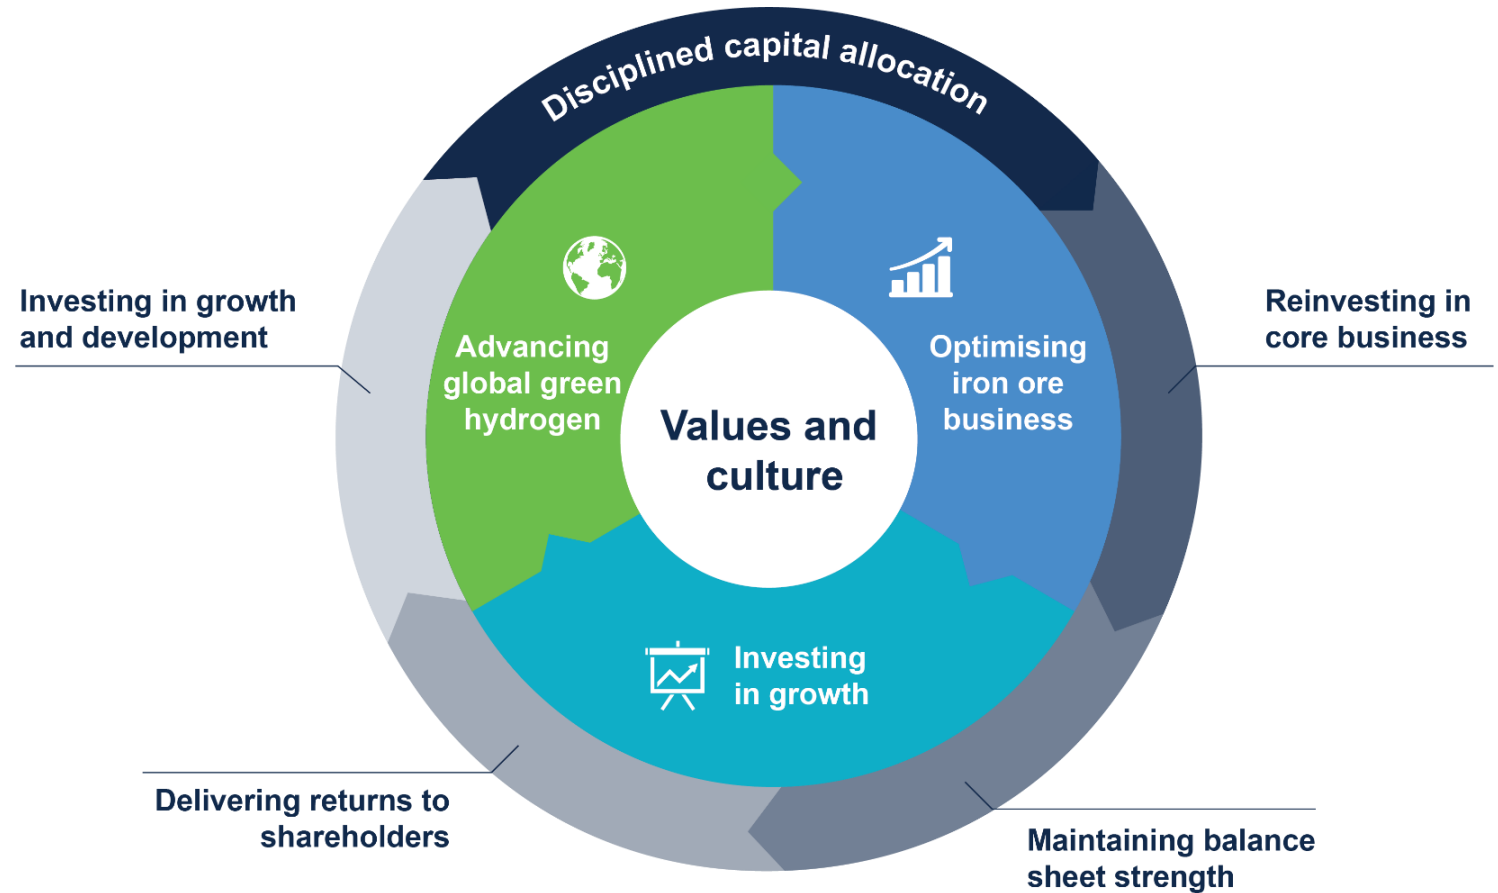 Disciplined capital allocation
Investing in growth
and development
Reinvesting in
core business
Advancing
global green
hydrogen
Optimising
iron ore
business
Values and
culture
Investing
in growth
Delivering returns to
shareholders
Maintaining balance
sheet strength